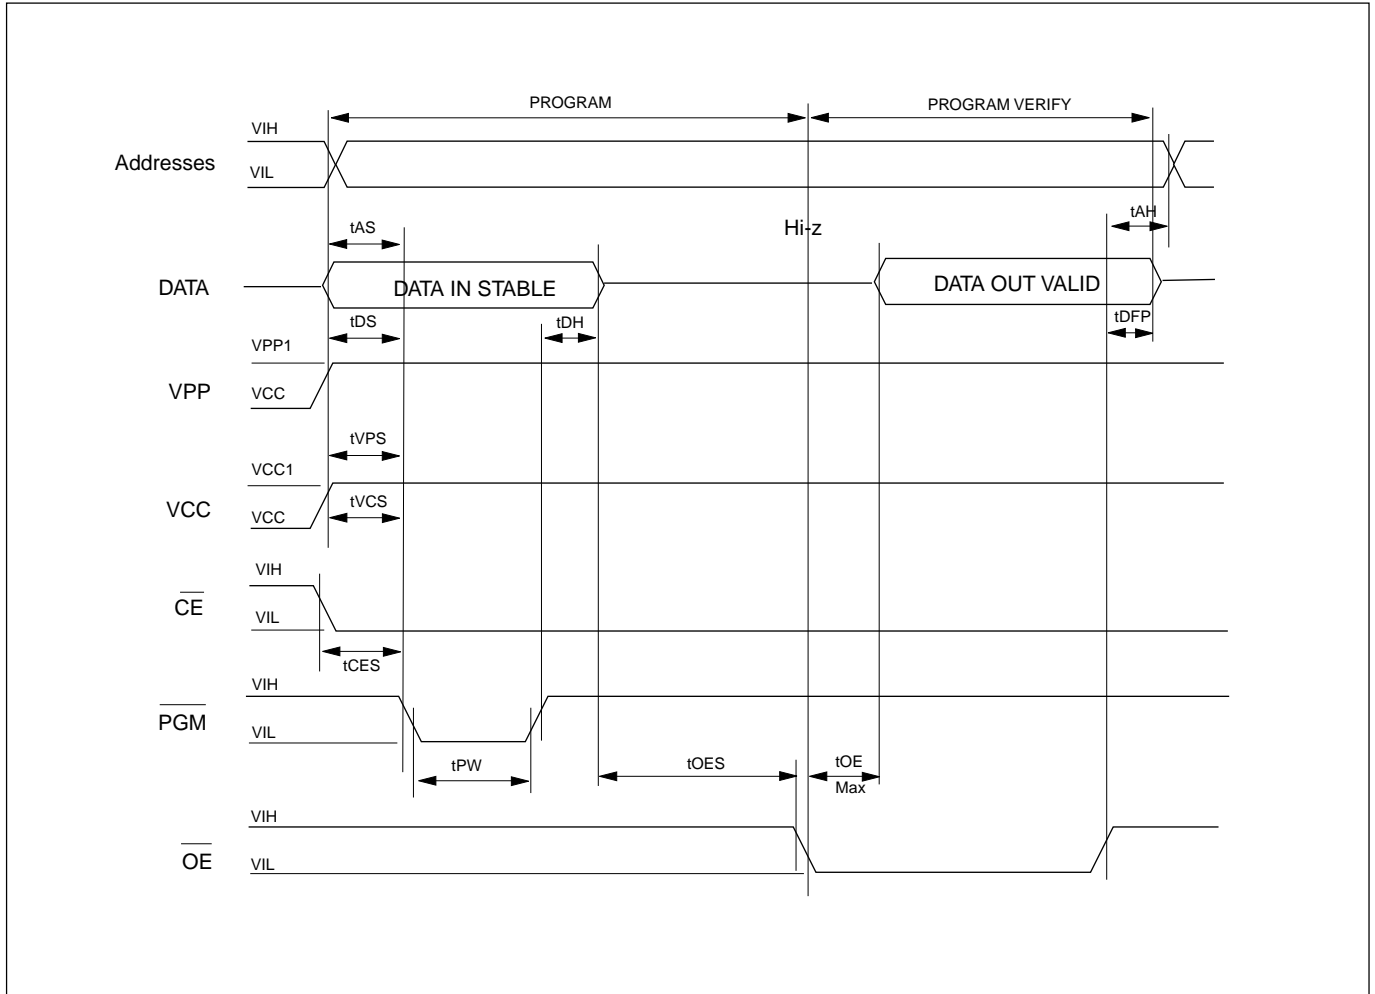 PROGRAM
PROGRAM VERIFY
VIH
Addresses
VIL
tAS
Hi-z
tAH
DATA
DATA IN STABLE
DATA OUT VALID
tDS
tDH
tDFP
VPP1
VPP
VCC
tVPS
VCC1
tVCS
VCC
VCC
VIH
CE
VIL
tCES
VIH
PGM
VIL
tPW
tOES
tOE
Max
VIH
OE
VIL